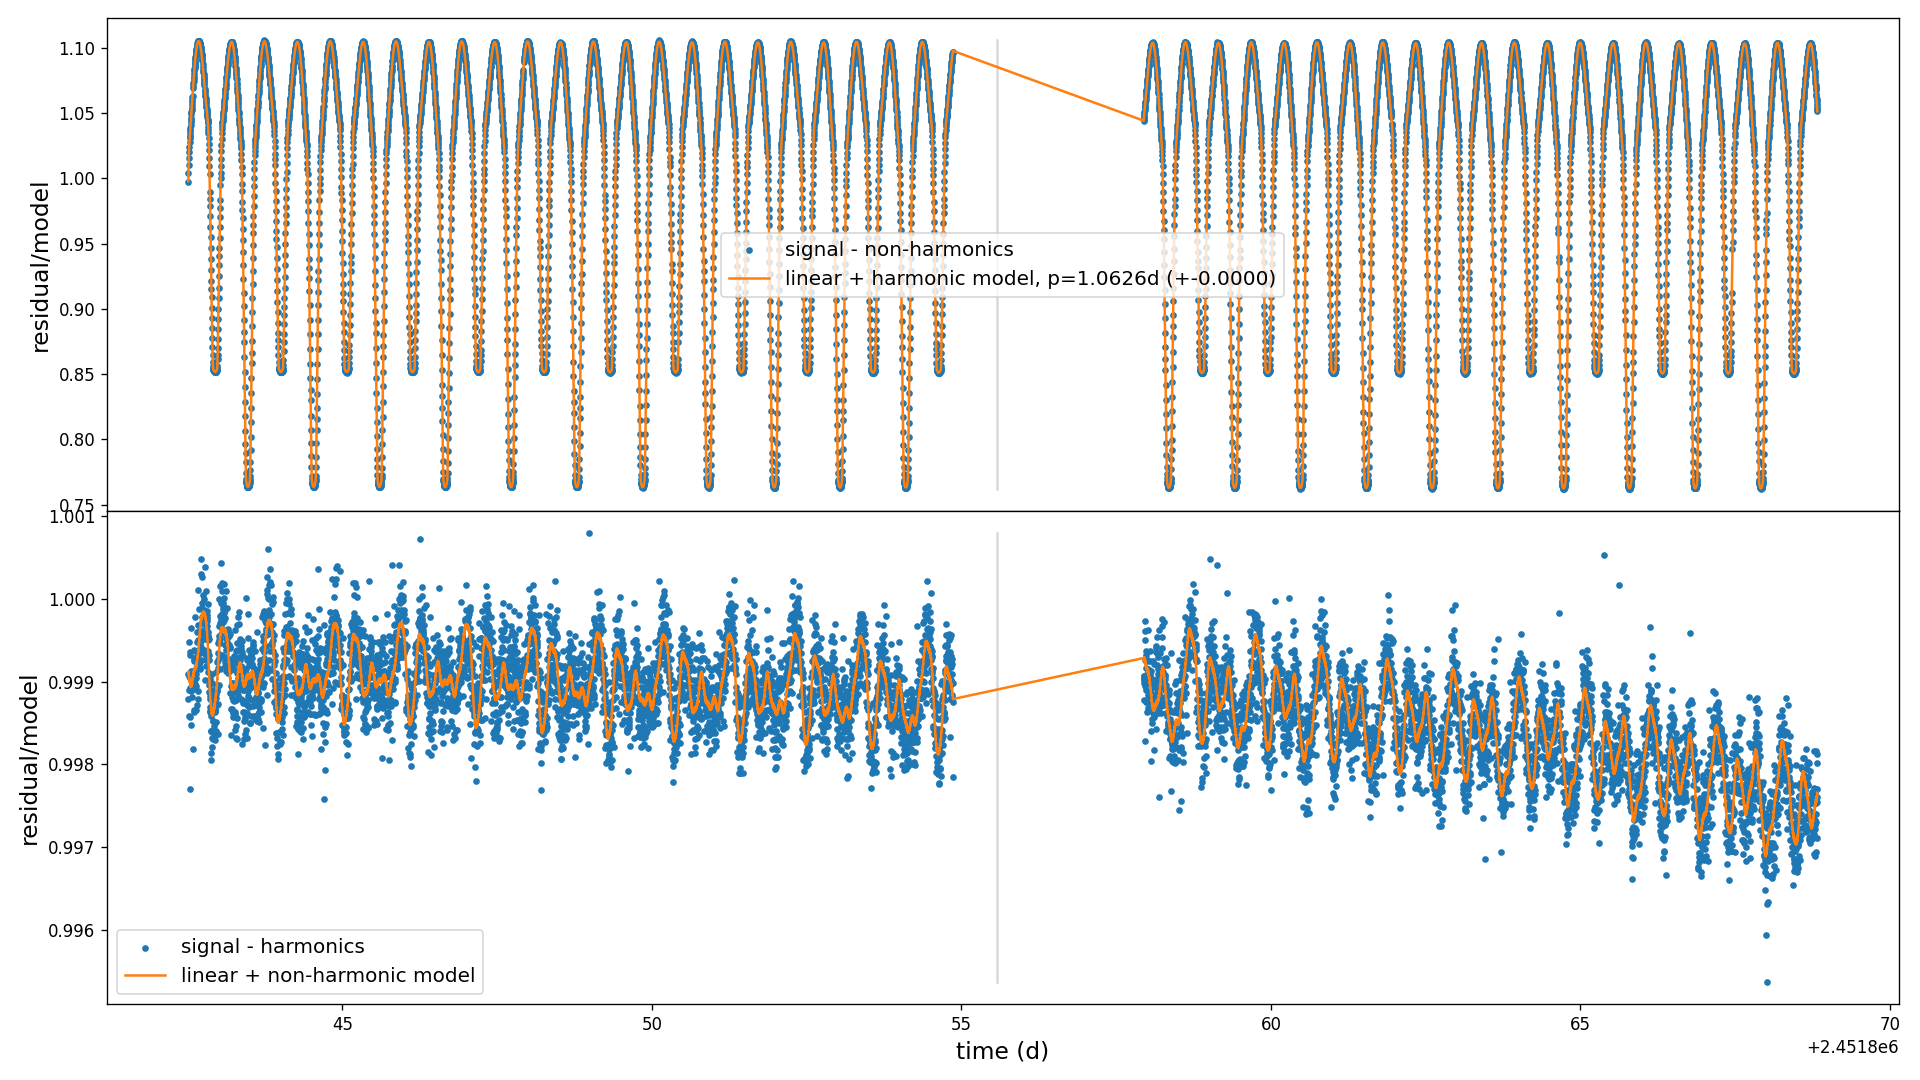 1.10
1.05
1.00
0.95
0.90
0.85
0.80
0.75
residual/model
signal - non-harmonics
linear + harmonic model, p=1.0626d (+-0.0000)
1.001
1.000
0.999
0.998
0.997
0.996
residual/model
signal - harmonics
linear + non-harmonic model
45
50
55
60
65
70
time (d)
+2.4518e6